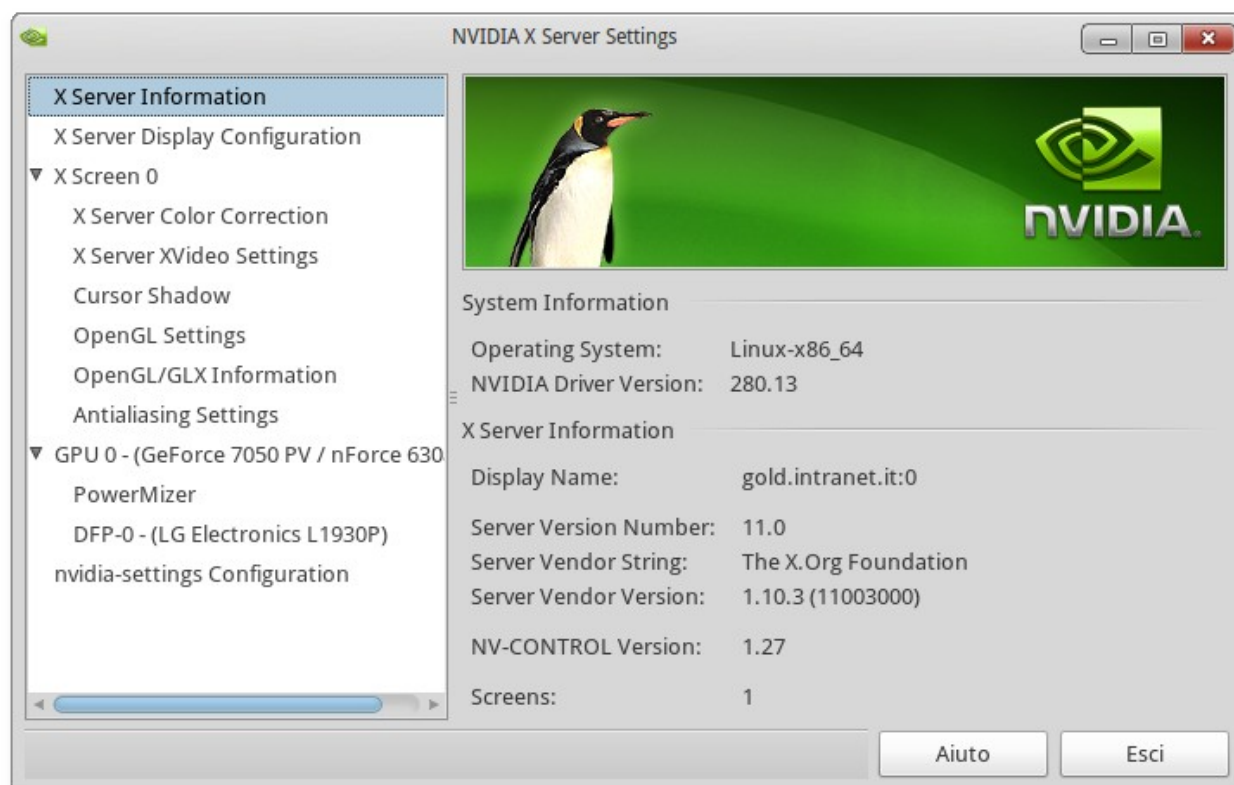 NVIDIA X Server Settings
X Server Information
X Server Display Configuration
X Screen 0
X Server Color Correction
X Server XVideo Settings
Cursor Shadow
OpenGL Settings
OpenGL/GLX Information
Antialiasing Settings
GPU 0 - (GeForce 7050 PV / nForce 630
PowerMizer
DFP-0 - (LG Electronics L1930P)
nvidia-settings Configuration
NVIDIA.
System Information
Operating System: Linux-x86_64
NVIDIA Driver Version: 280.13
X Server Information
Display Name: gold.intranet.it:0
Server Version Number: 11.0
Server Vendor String: The X.Org Foundation
Server Vendor Version: 1.10.3 (11003000)
NV-CONTROL Version: 1.27
Screens: 1
Aiuto Esci